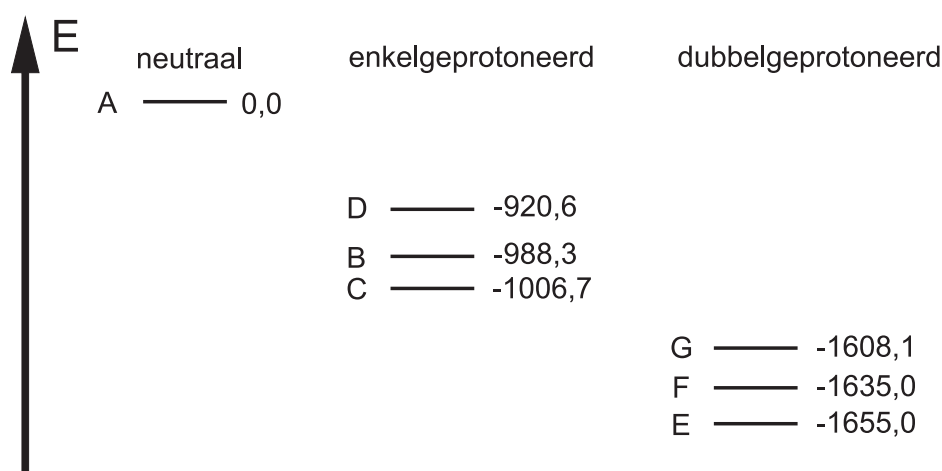 E
neutraal enkelgeprotoneerd dubbelgeprotoneerd
A 0,0
D -920,6
B -988,3
C -1006,7
G -1608,1
F -1635,0
E -1655,0